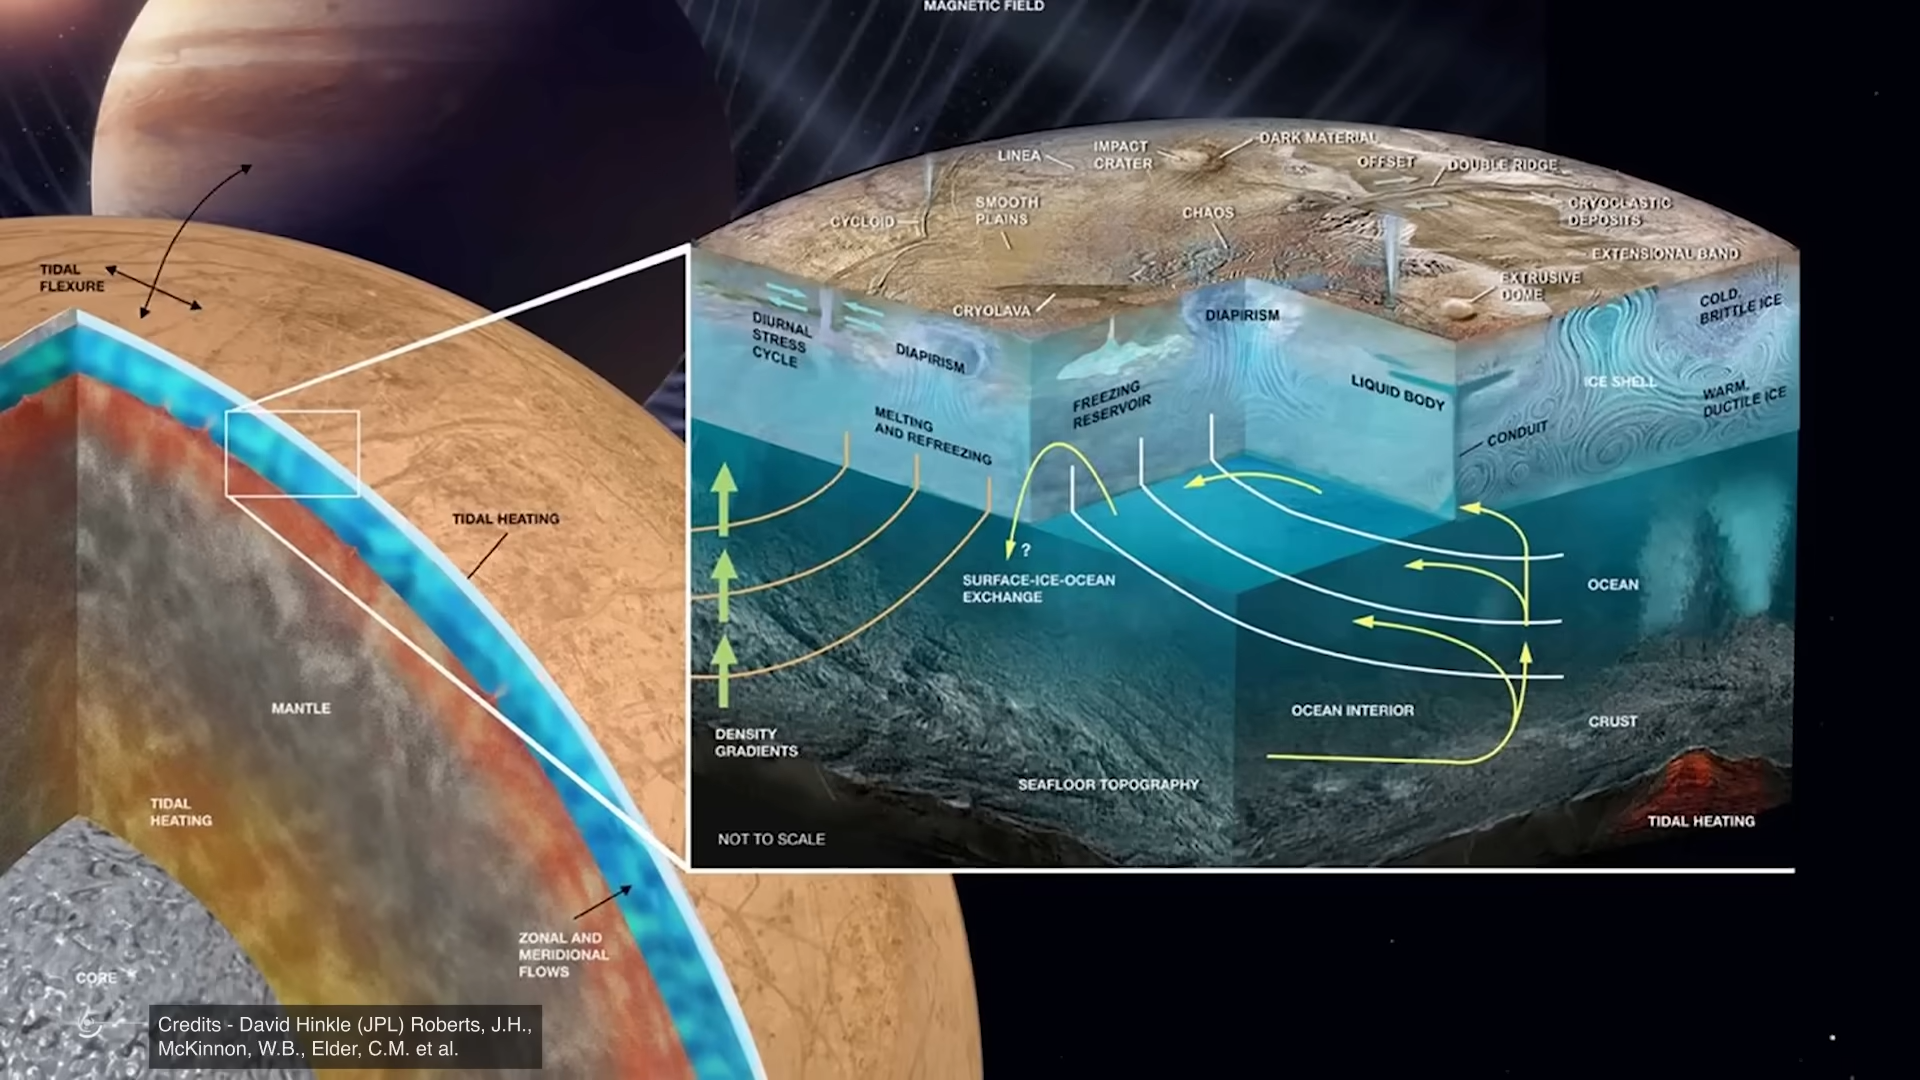 MAGNETIC FIELD
LINEA
IMPACT
CRATER
DARK MATERIAL
OFFSET
DOUBLE RIDGE
CYCLOID
SMOOTH
PLAINS
CHAOS
CRYOCLASTIC
DEPOSITS
EXTENSIONAL BAND
EXTRUSIVE
DOME
CRYOLAVA
TIDAL
FLEXURE
DIURNAL
STRESS
CYCLE
DIAPIRISM
DIAPIRISM
COLD,
BRITTLE ICE
FREEZING
RESERVOIR
LIQUID BODY
ICE SHELL
WARM,
DUCTILE ICE
MELTING
AND REFREEZING
CONDUIT
TIDAL HEATING
?
SURFACE-ICE-OCEAN
EXCHANGE
OCEAN
MANTLE
OCEAN INTERIOR
CRUST
DENSITY
GRADIENTS
SEAFLOOR TOPOGRAPHY
TIDAL
HEATING
TIDAL HEATING
NOT TO SCALE
ZONAL AND
MERIDIONAL
FLOWS
CORE
Credits - David Hinkle (JPL) Roberts, J.H.,
McKinnon, W.B., Elder, C.M. et al.